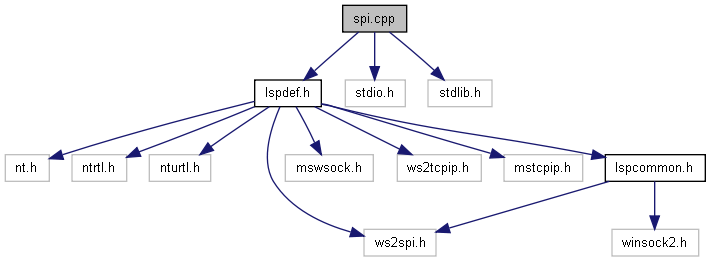 spi.cpp
lspdef.h
stdio.h
stdlib.h
nt.h
ntrtl.h
nturtl.h
mswsock.h
ws2tcpip.h
mstcpip.h
lspcommon.h
ws2spi.h
winsock2.h